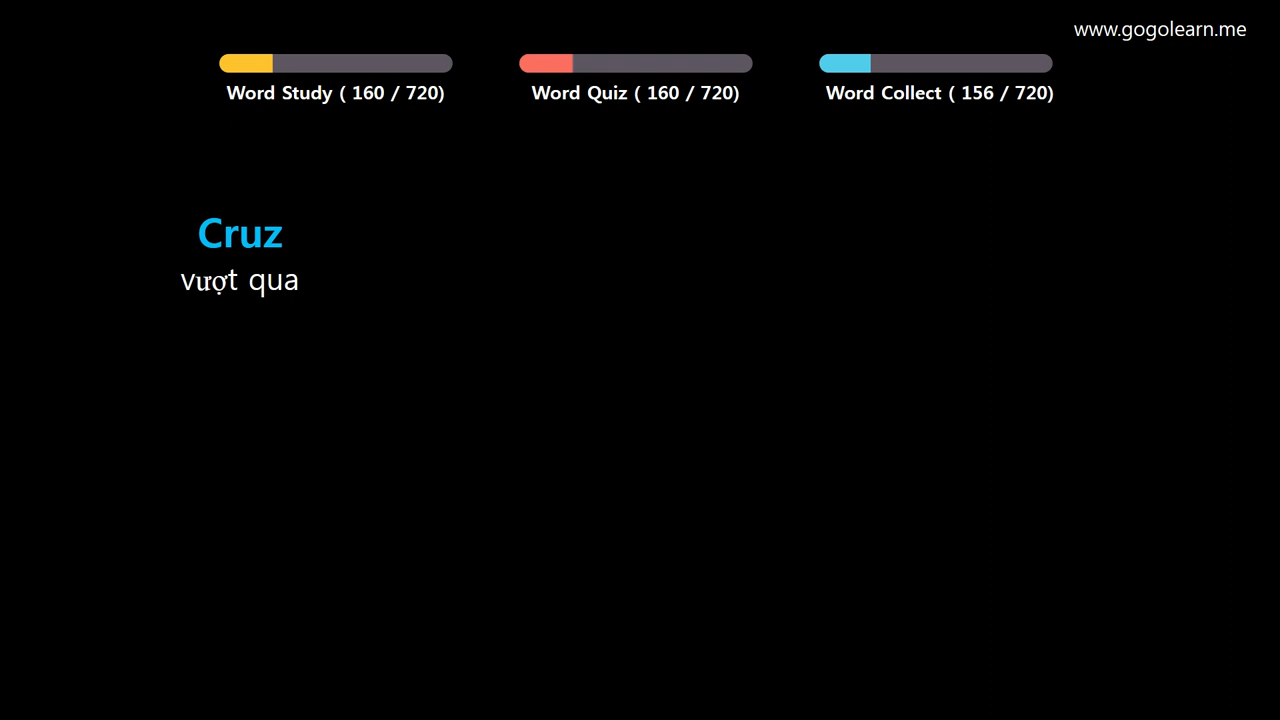 www.gogolearn.me
Word Study ( 160 / 720)
Word Quiz ( 160 / 720)
Word Collect ( 156 / 720)
Cruz
vượt qua